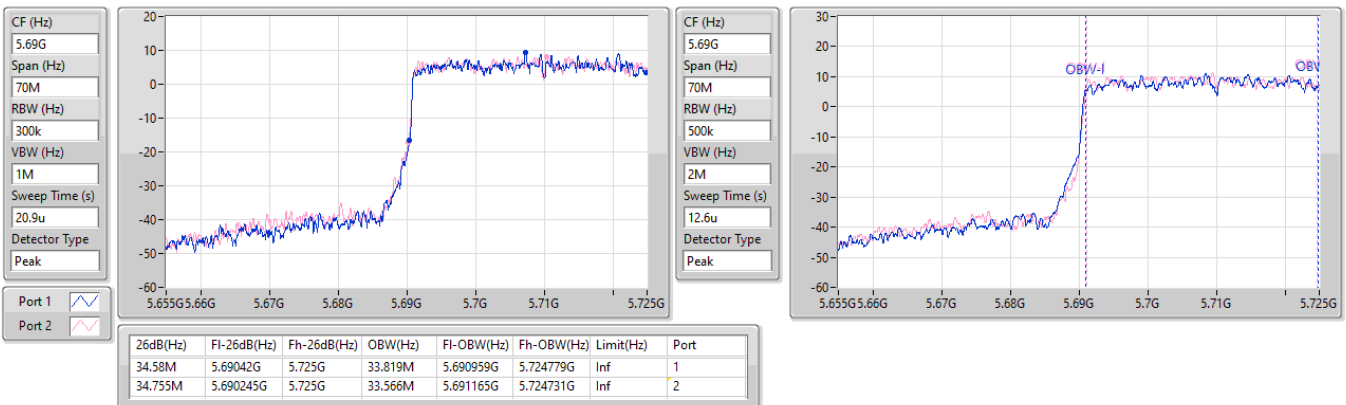 CF (Hz)
5.69G
Span (Hz)
70M
RBW (Hz)
300k
VBW (Hz)
1M
Sweep Time (s)
20.9u
Detector Type
Peak
Port 1
Port 2
20
10
0
-10
-20
-30
-40
-50
-60
5.655G 5.66G 5.67G 5.68G 5.69G 5.7G 5.71G 5.725G
CF (Hz)
5.69G
Span (Hz)
70M
RBW (Hz)
500k
VBW (Hz)
2M
Sweep Time (s)
12.6u
Detector Type
Peak
30
20
10
0
-10
-20
-30
-40
-50
-60
OBW-l OBW
5.655G 5.66G 5.67G 5.68G 5.69G 5.7G 5.71G 5.725G
26dB(Hz) Fl-26dB(Hz) Fh-26dB(Hz) OBW(Hz) Fl-OBW(Hz) Fh-OBW(Hz) Limit(Hz) Port
34.58M 5.69042G 5.725G 33.819M 5.690959G 5.724779G Inf 1
34.755M 5.690245G 5.725G 33.566M 5.691165G 5.724731G Inf 2